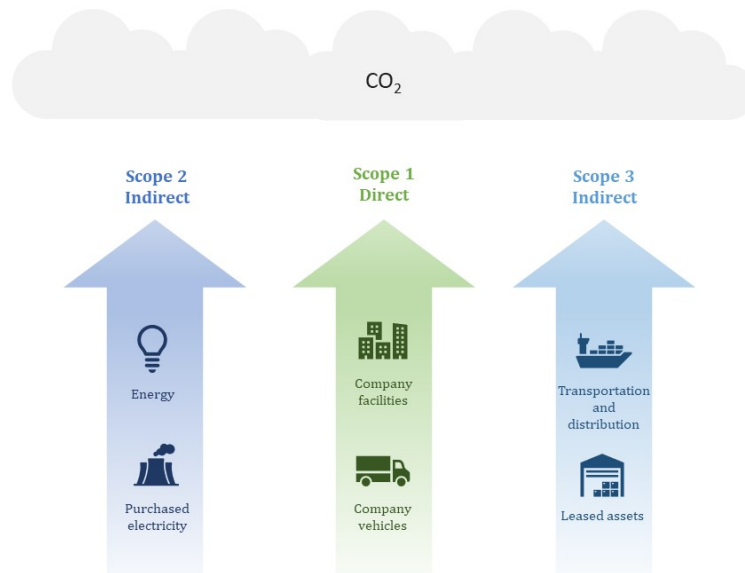 CO₂
Scope 2
Indirect
Energy
Purchased
electricity
Scope 1
Direct
Company
facilities
Company
vehicles
Scope 3
Indirect
Transportation
and
distribution
Leased assets